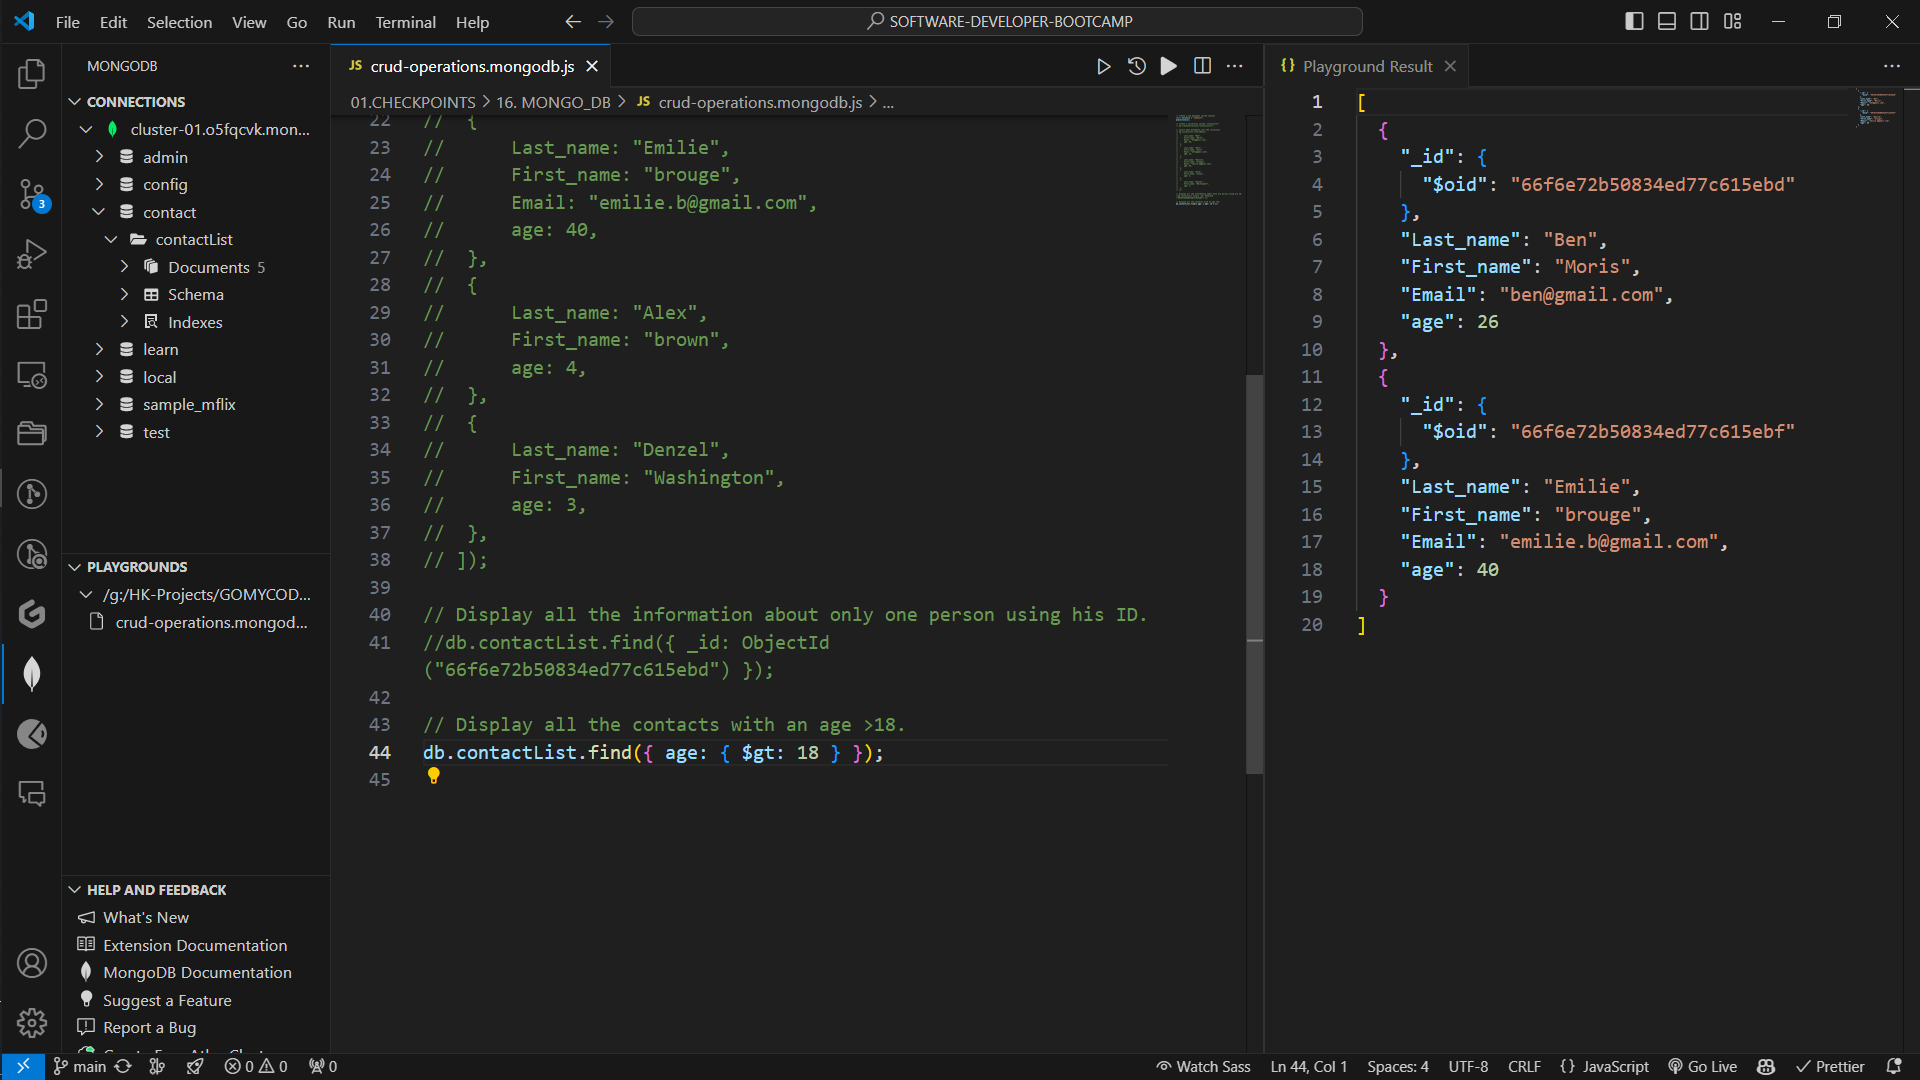 File Edit Selection View Go Run Terminal Help
SOFTWARE-DEVELOPER-BOOTCAMP
MONGODB
CONNECTIONS
cluster-01.o5fqcvk.mon...
admin
config
contact
contactList
Documents 5
Schema
Indexes
learn
local
sample_mflix
test
3
PLAYGROUNDS
/g:/HK-Projects/GOMYCOD...
crud-operations.mongod...
HELP AND FEEDBACK
What's New
Extension Documentation
MongoDB Documentation
Suggest a Feature
Report a Bug
JS crud-operations.mongodb.js
01.CHECKPOINTS > 16. MONGO_DB > JS crud-operations.mongodb.js > ...
22 // {
23 // Last_name: "Emilie",
24 // First_name: "brouge",
25 // Email: "emilie.b@gmail.com",
26 // age: 40,
27 // },
28 // {
29 // Last_name: "Alex",
30 // First_name: "brown",
31 // age: 4,
32 // },
33 // {
34 // Last_name: "Denzel",
35 // First_name: "Washington",
36 // age: 3,
37 // },
38 // ]);
39
40 // Display all the information about only one person using his ID.
41 //db.contactList.find({ _id: ObjectId
("66f6e72b50834ed77c615ebd") });
42
43 // Display all the contacts with an age >18.
44 db.contactList.find({ age: { $gt: 18 } });
45
{} Playground Result
1 [
2 {
3 "_id": {
4 "$oid": "66f6e72b50834ed77c615ebd"
5 },
6 "Last_name": "Ben",
7 "First_name": "Moris",
8 "Email": "ben@gmail.com",
9 "age": 26
10 },
11 {
12 "_id": {
13 "$oid": "66f6e72b50834ed77c615ebf"
14 },
15 "Last_name": "Emilie",
16 "First_name": "brouge",
17 "Email": "emilie.b@gmail.com",
18 "age": 40
19 }
20 ]
main 0 0 0
Watch Sass Ln 44, Col 1 Spaces: 4 UTF-8 CRLF {} JavaScript Go Live Prettier